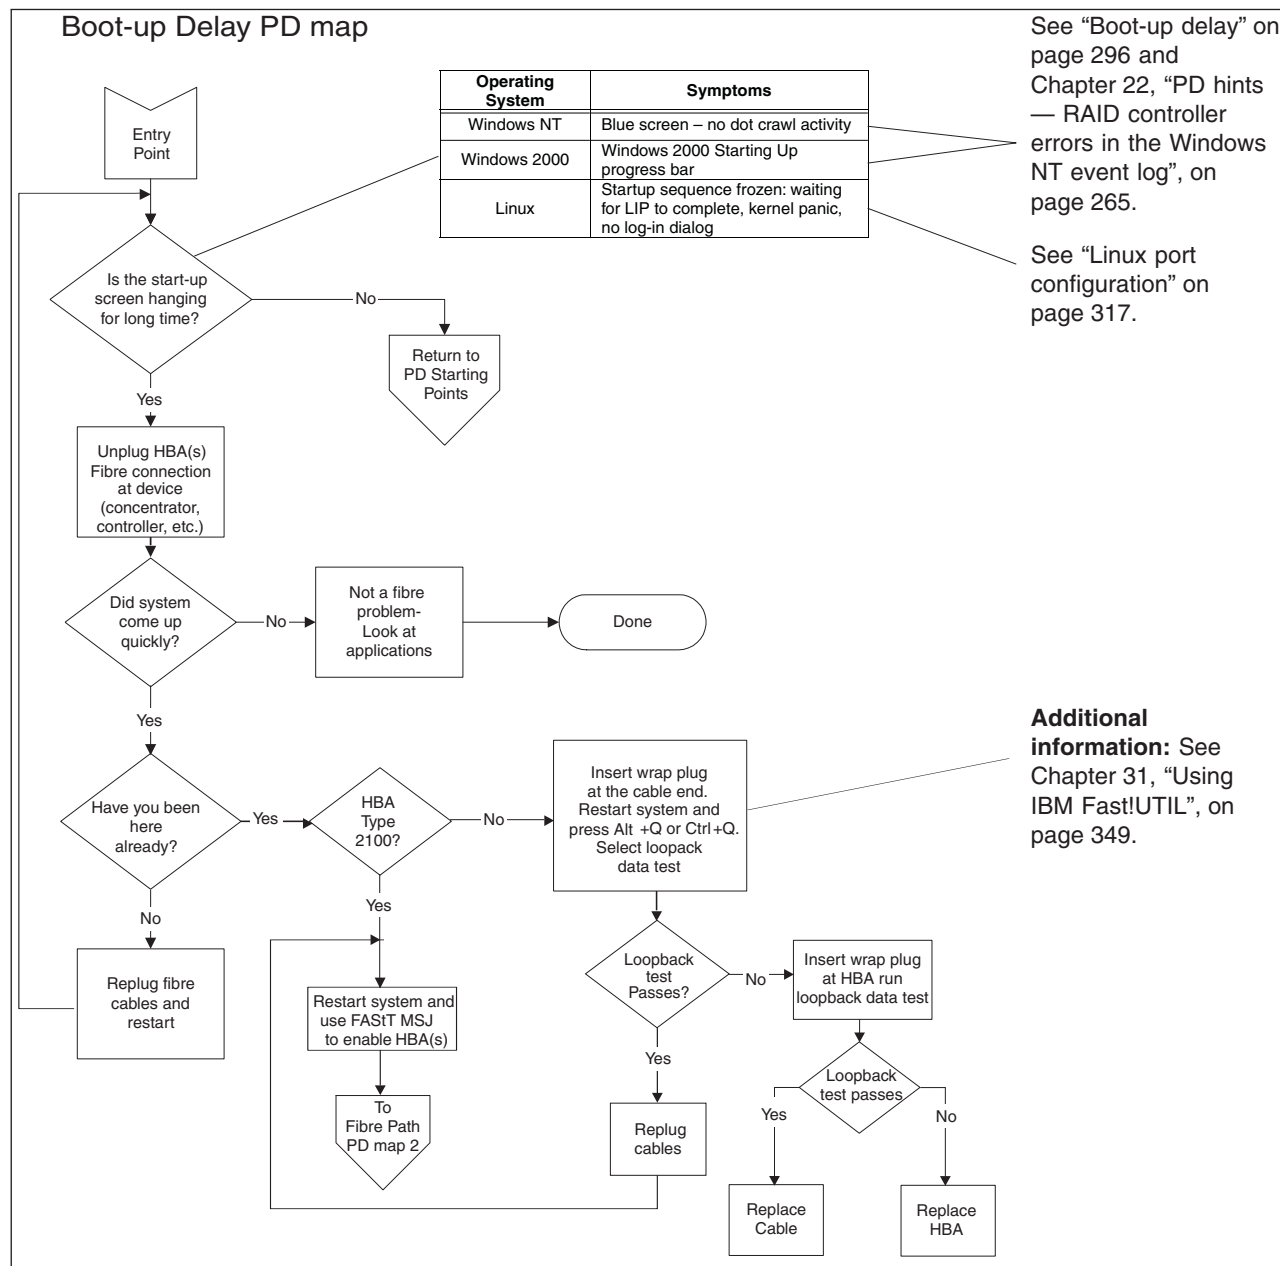 Boot-up Delay PD map
See “Boot-up delay” on
page 296 and
Chapter 22, “PD hints
— RAID controller
errors in the Windows
NT event log”, on
page 265.
See “Linux port
configuration” on
page 317.
Operating
System
Symptoms
Windows NT
Blue screen – no dot crawl activity
Windows 2000
Windows 2000 Starting Up
progress bar
Linux
Startup sequence frozen: waiting
for LIP to complete, kernel panic,
no log-in dialog
Entry
Point
Is the start-up
screen hanging
for long time?
No
Return to
PD Starting
Points
Yes
Unplug HBA(s)
Fibre connection
at device
(concentrator,
controller, etc.)
Did system
come up
quickly?
No
Not a fibre
problem-
Look at
applications
Done
Yes
Have you been
here
already?
Yes
HBA
Type
2100?
No
Insert wrap plug
at the cable end.
Restart system and
press Alt +Q or Ctrl+Q.
Select loopack
data test
Additional
information: See
Chapter 31, “Using
IBM Fast!UTIL”, on
page 349.
No
Replug fibre
cables and
restart
Yes
Restart system and
use FAStT MSJ
to enable HBA(s)
To
Fibre Path
PD map 2
Loopback
test
Passes?
No
Insert wrap plug
at HBA run
loopback data test
Yes
Replug
cables
Loopback
test passes
Yes
No
Replace
Cable
Replace
HBA